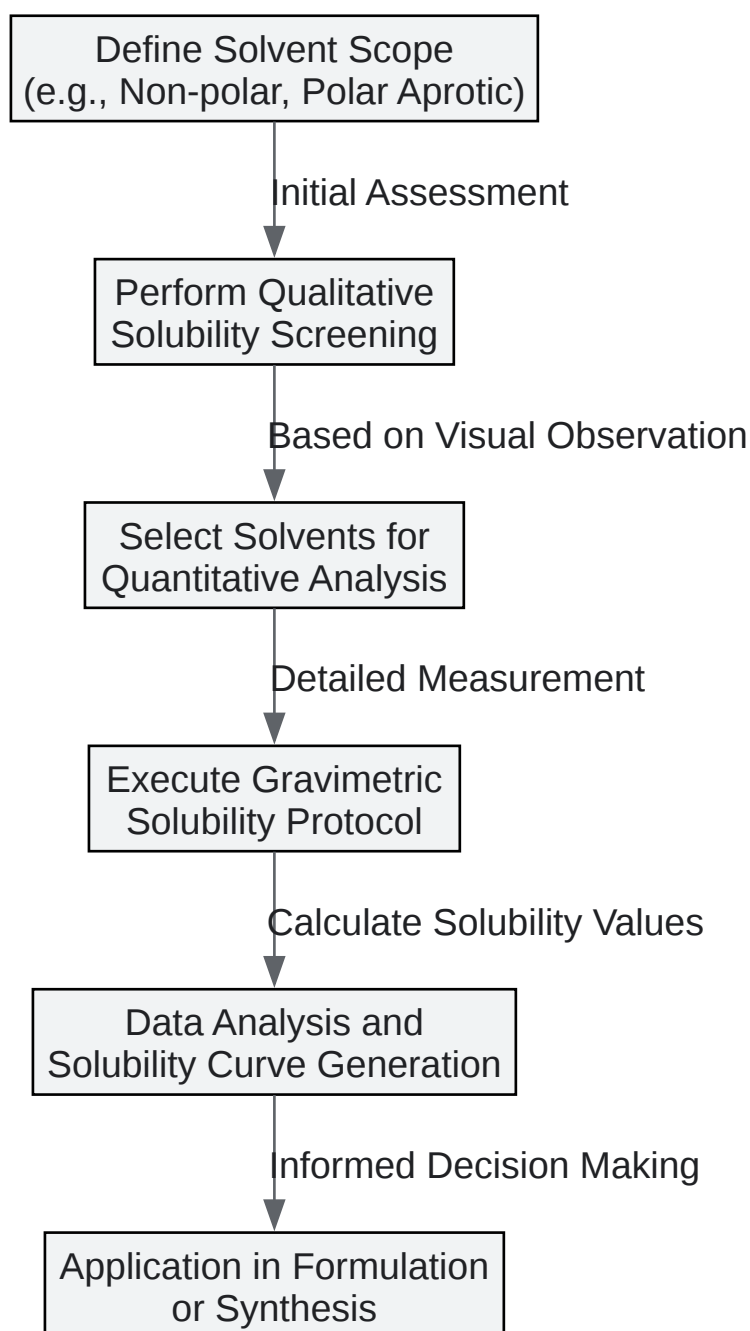 Define Solvent Scope
(e.g., Non-polar, Polar Aprotic)
Initial Assessment
Perform Qualitative
Solubility Screening
Based on Visual Observation
Select Solvents for
Quantitative Analysis
Detailed Measurement
Execute Gravimetric
Solubility Protocol
Calculate Solubility Values
Data Analysis and
Solubility Curve Generation
Informed Decision Making
Application in Formulation
or Synthesis